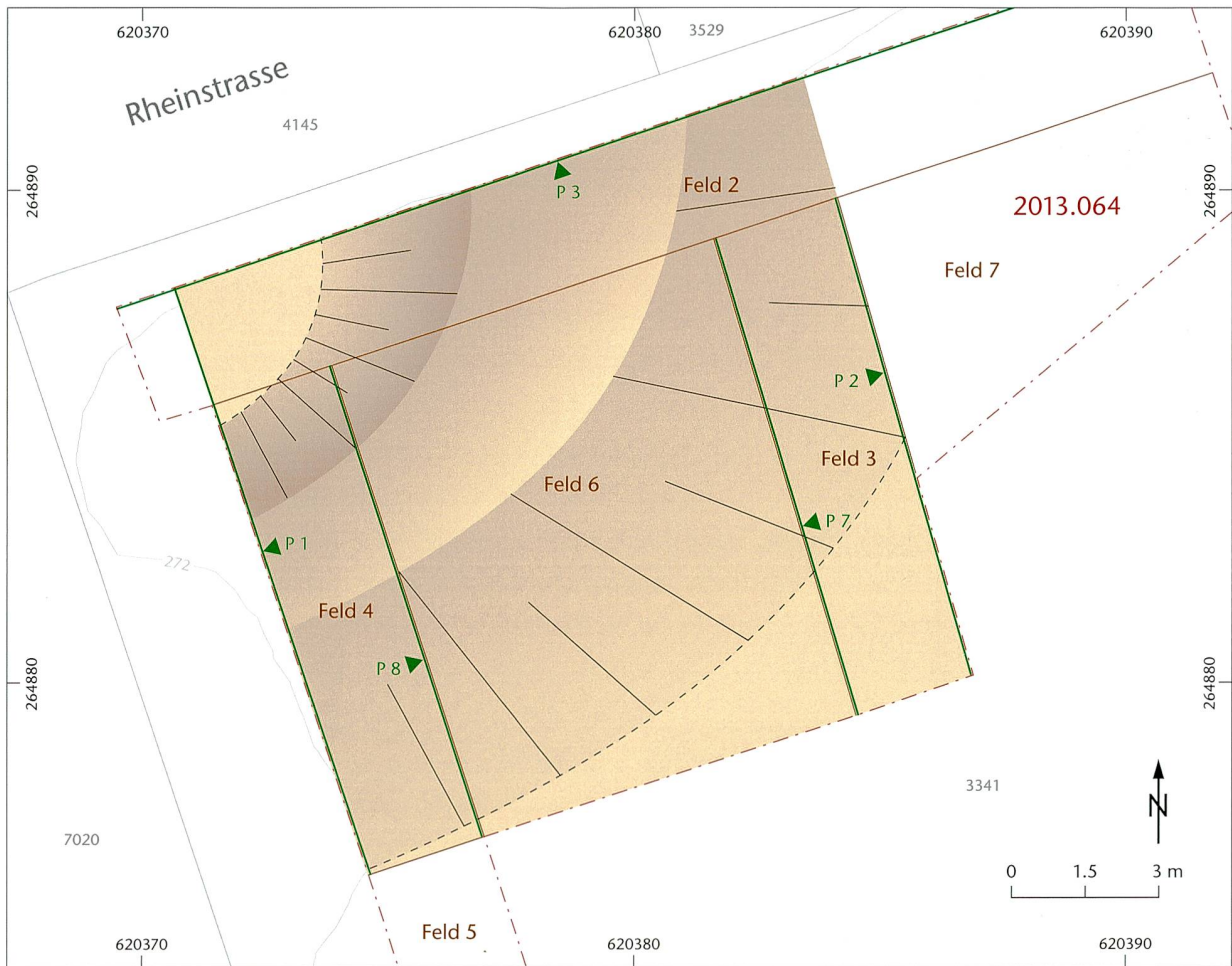 620370
620380
620390
3529
Rheinstrasse
4145
264890
264890
P 3
Feld 2
2013.064
Feld 7
P 2
Feld 3
Feld 6
P 7
P 1
272
Feld 4
P 8
264880
264880
3341
7020
N
0 1.5 3 m
Feld 5
620370
620380
620390